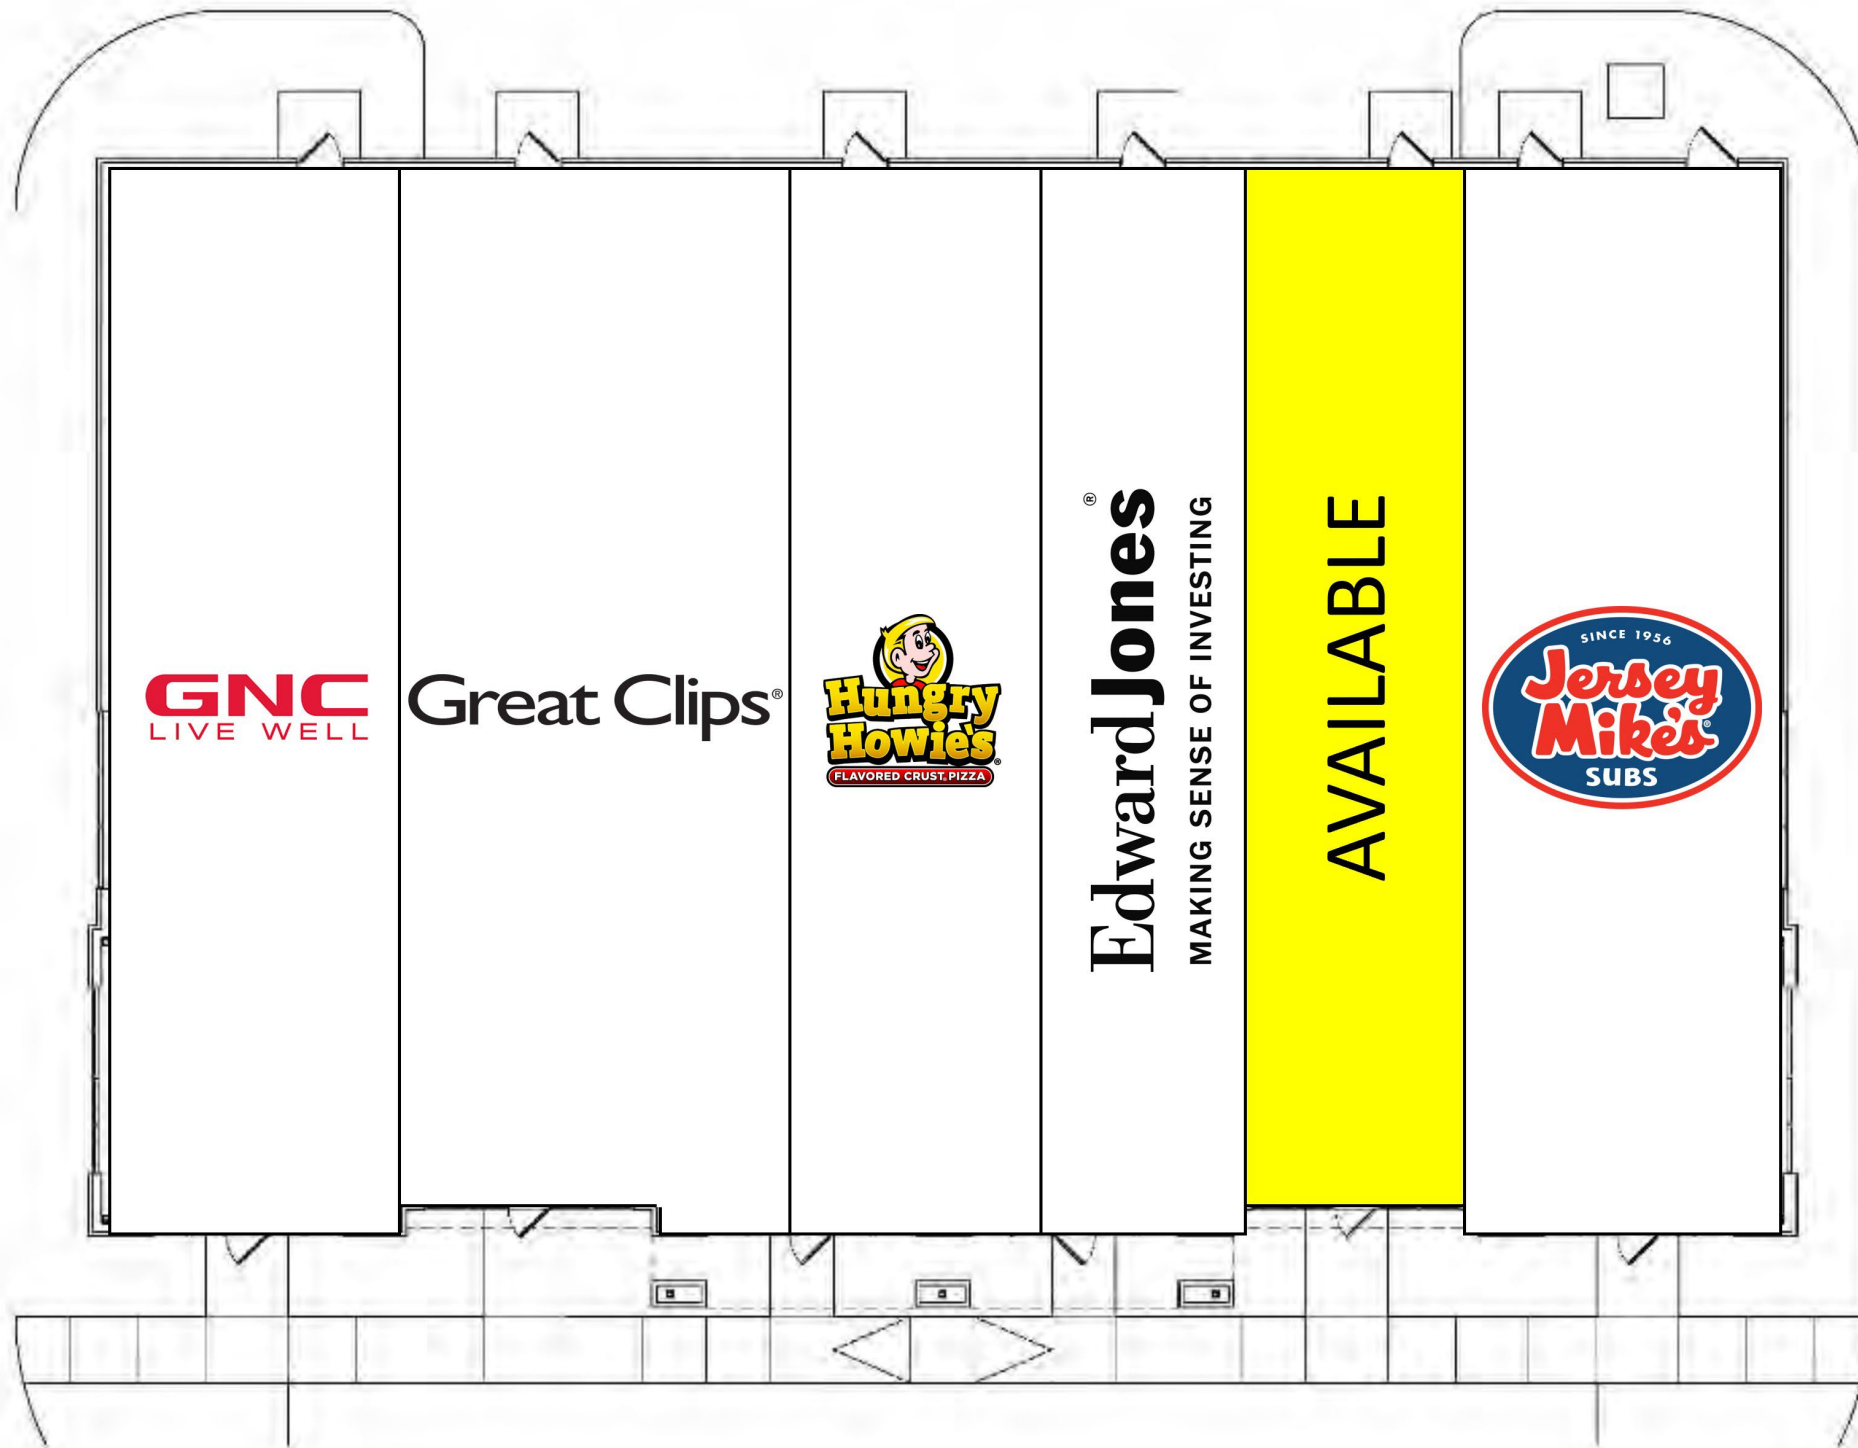 GNC
LIVE WELL
Great Clips®
Hungry
Howie's®
FLAVORED CRUST® PIZZA
Edward Jones®
MAKING SENSE OF INVESTING
AVAILABLE
SINCE 1956
Jersey
Mike's®
SUBS